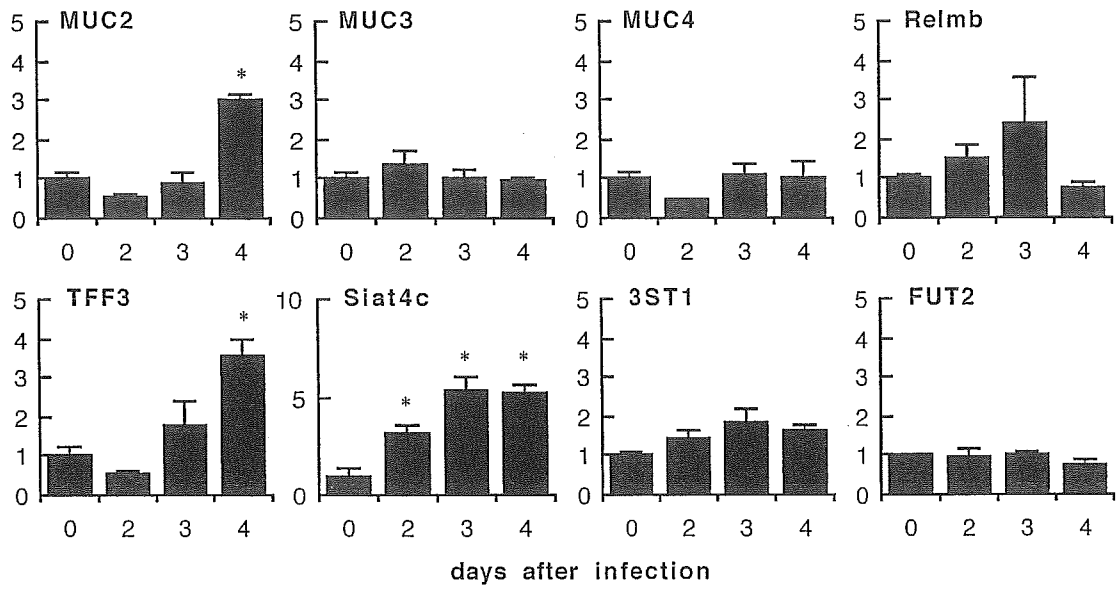 MUC2 MUC3 MUC4 Relmb
5 5 5 5
4 * 4 4 4
3 3 3 3
2 2 2 2
1 1 1 1
0 0 0 0
0 2 3 4 0 2 3 4 0 2 3 4 0 2 3 4
TFF3 Siat4c 3ST1 FUT2
5 10 5 5
4 * * * 4 4
3 * 3 3
2 5 2 2
1 1 1
0 0 0 0
0 2 3 4 0 2 3 4 0 2 3 4 0 2 3 4
days after infection